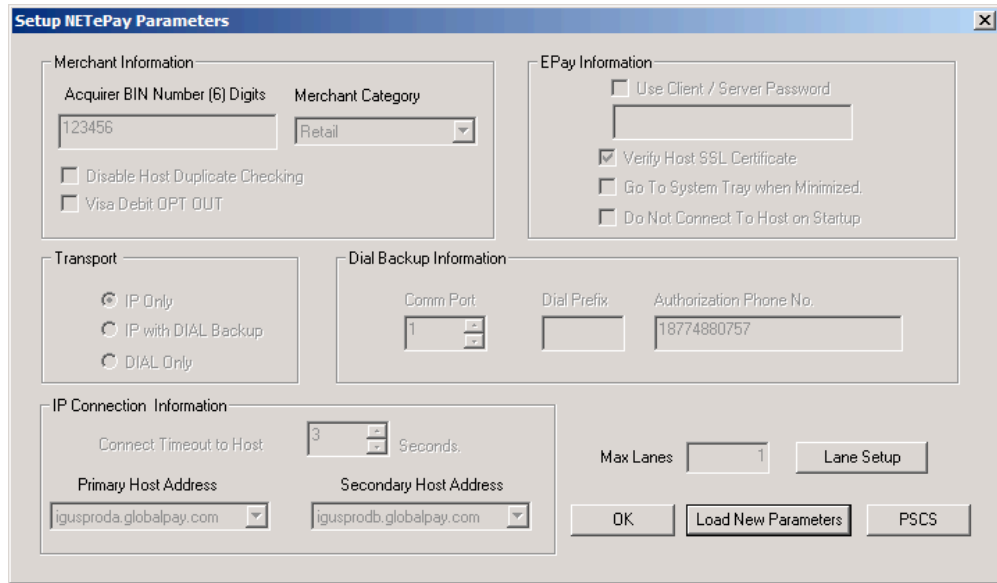 Setup NETePay Parameters
Merchant Information
Acquirer BIN Number (6) Digits
Merchant Category
123456
Retail
Disable Host Duplicate Checking
Visa Debit OPT OUT
EPay Information
Use Client / Server Password
Verify Host SSL Certificate
Go To System Tray when Minimized.
Do Not Connect To Host on Startup
Transport
IP Only
IP with DIAL Backup
DIAL Only
Dial Backup Information
Comm Port
Dial Prefix
Authorization Phone No.
1
18774880757
IP Connection Information
Connect Timeout to Host
3
Seconds.
Primary Host Address
Secondary Host Address
igusproda.globalpay.com
igusprodb.globalpay.com
Max Lanes
1
Lane Setup
OK
Load New Parameters
PSCS